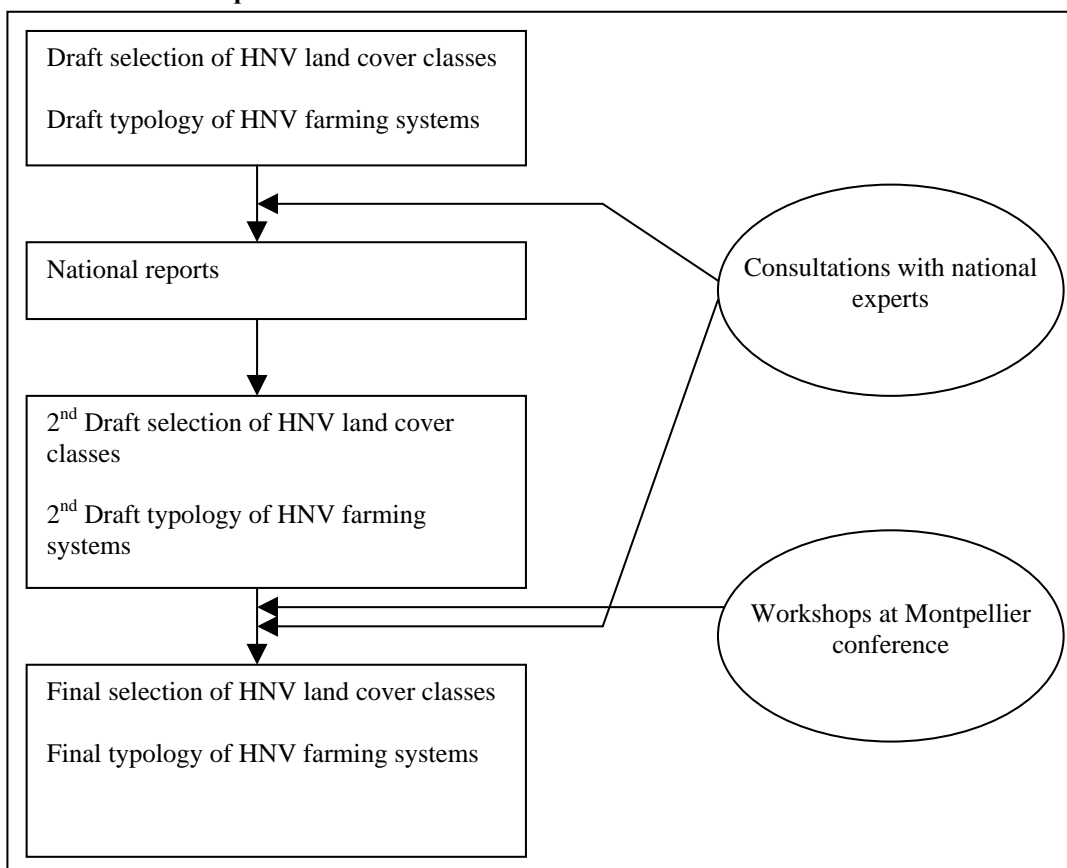 Draft selection of HNV land cover classes
Draft typology of HNV farming systems
National reports
Consultations with national
experts
2nd Draft selection of HNV land cover
classes
2nd Draft typology of HNV farming
systems
Workshops at Montpellier
conference
Final selection of HNV land cover classes
Final typology of HNV farming systems